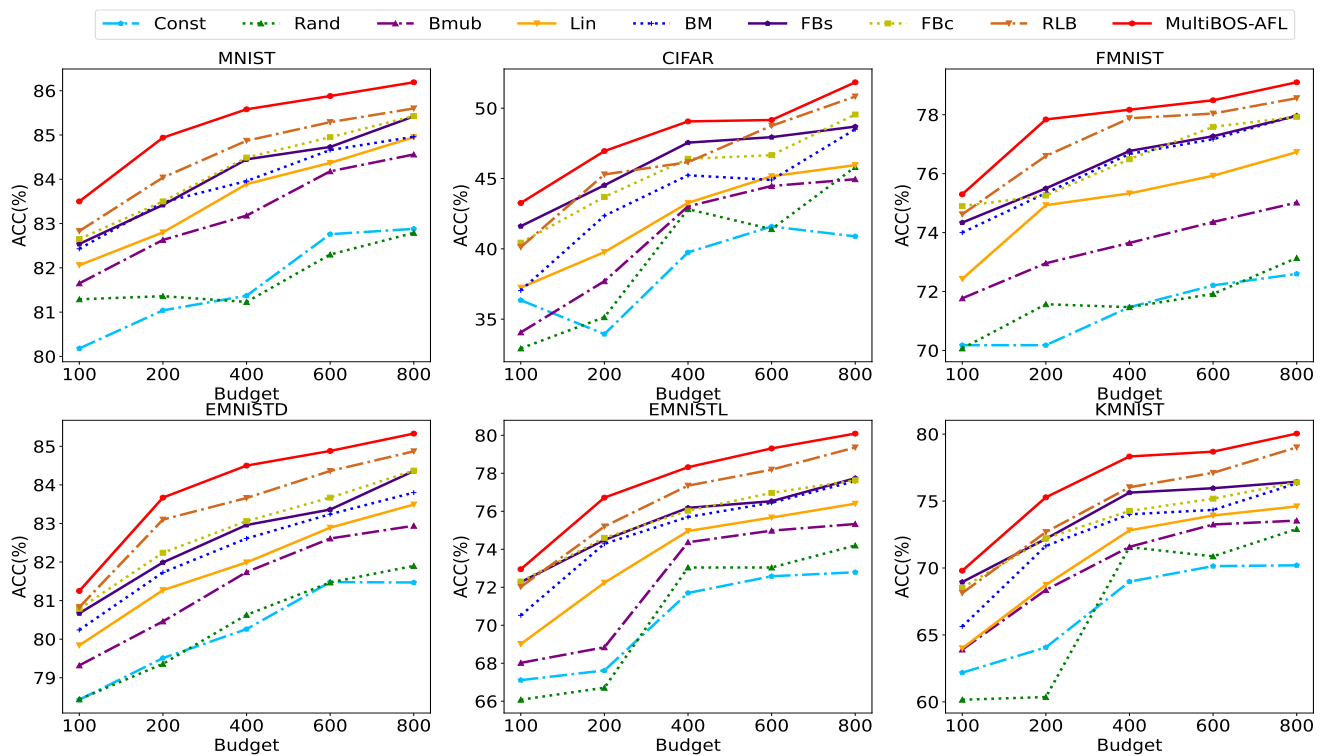 Const Rand Bmub Lin BM FBs FBc RLB MultiBOS-AFL
MNIST
ACC(%)
86
85
84
83
82
81
80
100 200 400 600 800
Budget
CIFAR
ACC(%)
50
45
40
35
100 200 400 600 800
Budget
FMNIST
ACC(%)
78
76
74
72
70
100 200 400 600 800
Budget
EMNISTD
ACC(%)
85
84
83
82
81
80
79
100 200 400 600 800
Budget
EMNISTL
ACC(%)
80
78
76
74
72
70
68
66
100 200 400 600 800
Budget
KMNIST
ACC(%)
80
75
70
65
60
100 200 400 600 800
Budget